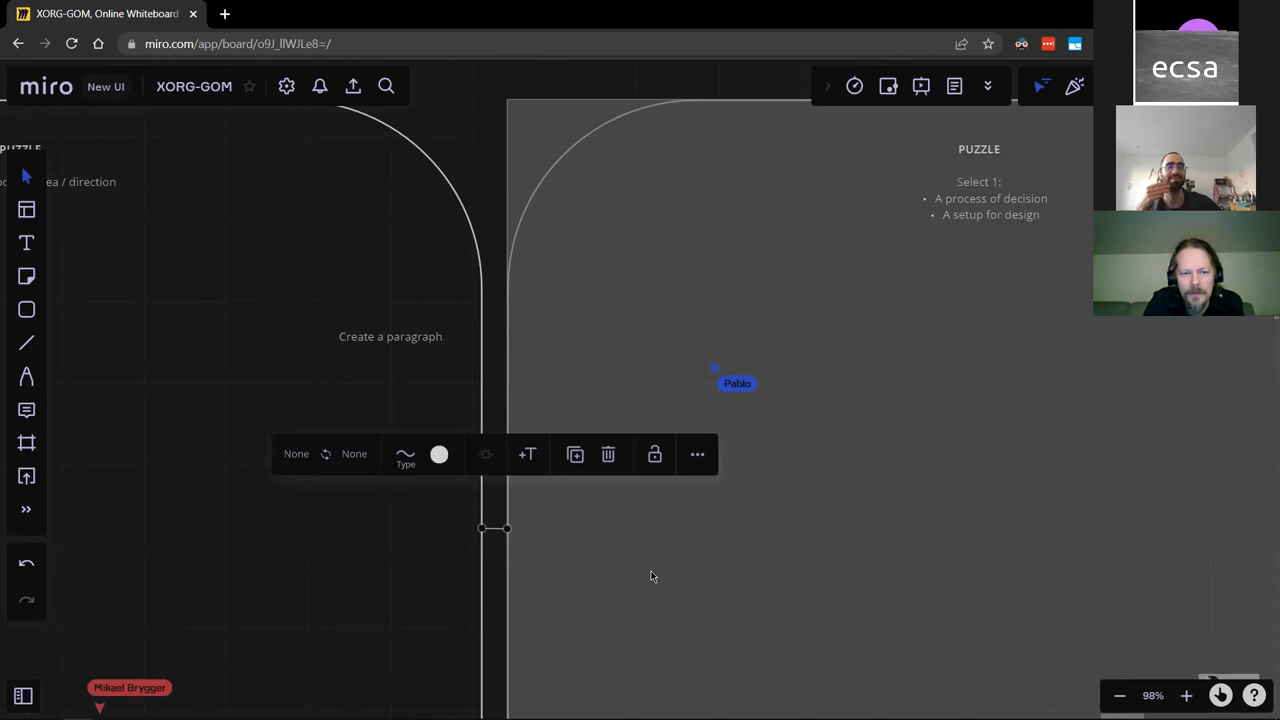 XORG-GOM, Online Whiteboard
miro.com/app/board/o9J_llWJLe8=/
ecsa
miro
New UI
XORG-GOM
PUZZLE
ea / direction
PUZZLE
Select 1:
• A process of decision
• A setup for design
Create a paragraph
Pablo
None
None
Type
+T
Mikael Brygger
98%